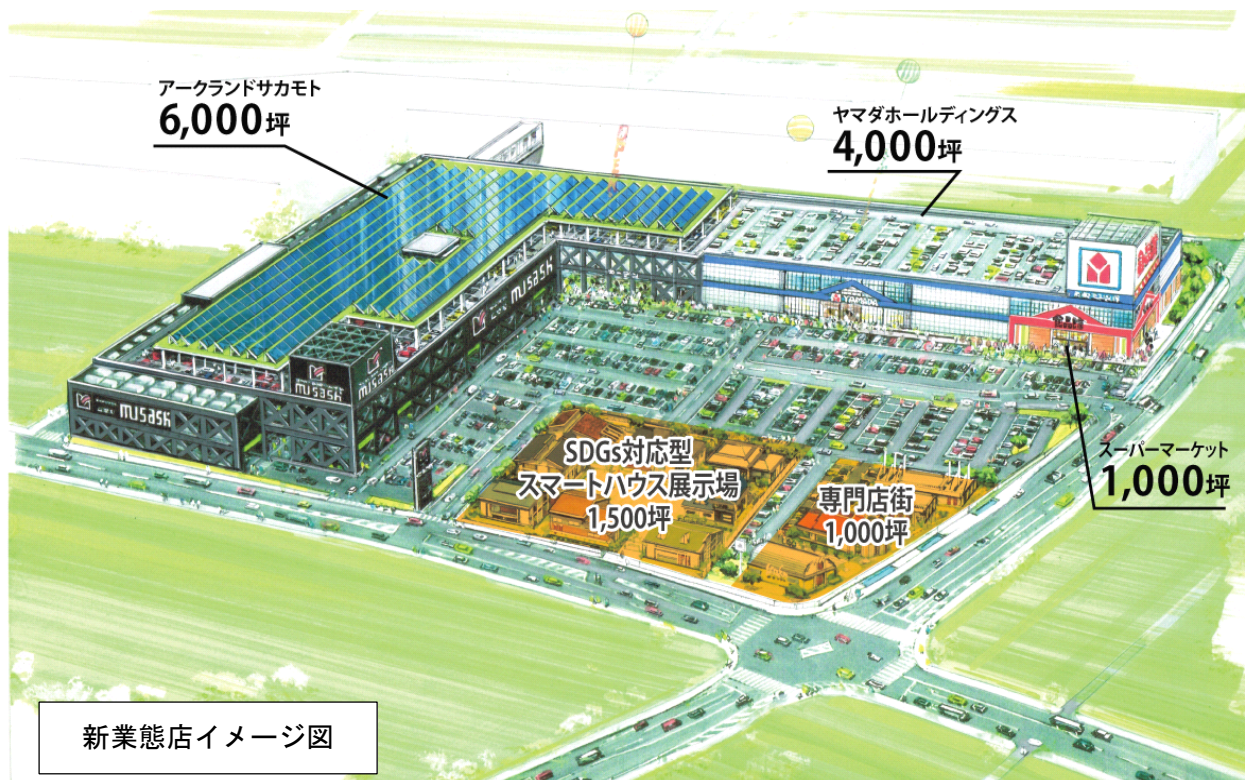 アークランドサカモト
6,000坪
ヤマダホールディングス
4,000坪
musash
YAMADA
musash
musash
musash
スーパーマーケット
1,000坪
SDGs対応型
スマートハウス展示場
1,500坪
専門店街
1,000坪
新業態店イメージ図